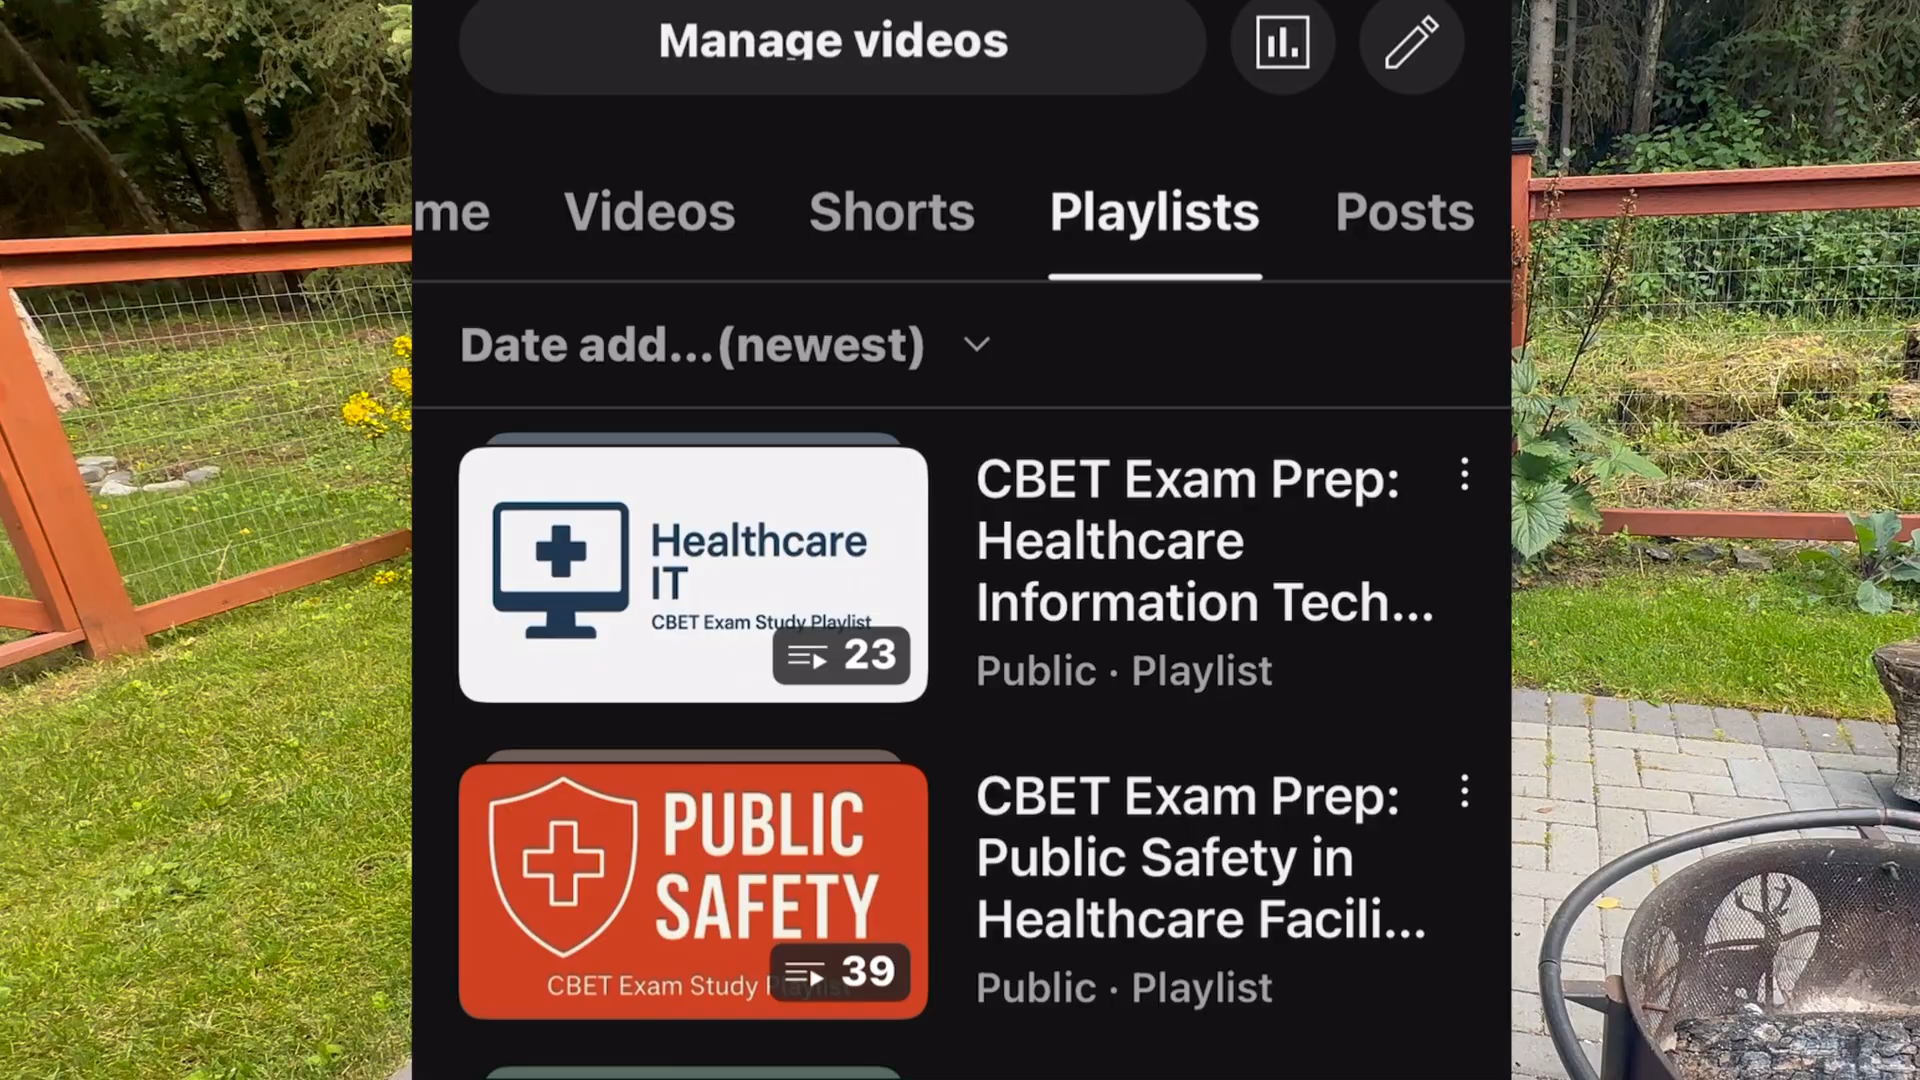 Manage videos
me
Videos
Shorts
Playlists
Posts
Date add...(newest)
Healthcare
IT
CBET Exam Study Playlist
23
CBET Exam Prep:
Healthcare
Information Tech...
Public · Playlist
PUBLIC
SAFETY
CBET Exam Study Playlist
39
CBET Exam Prep:
Public Safety in
Healthcare Facili...
Public · Playlist